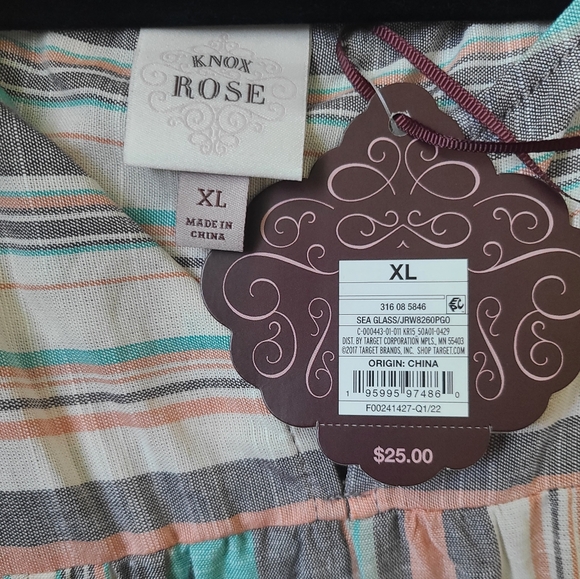 KNOX
ROSE
XL
MADE IN
CHINA
XL
316 08 5846
SEA GLASS/JRW8260PGO
C-000443-01-011 KR15 50A01-0429
DIST. BY TARGET CORPORATION MPLS, MN 55403
©2017 TARGET BRANDS, INC. SHOP TARGET.COM
ORIGIN: CHINA
1 95995 97486 0
F00241427-Q1/22
$25.00